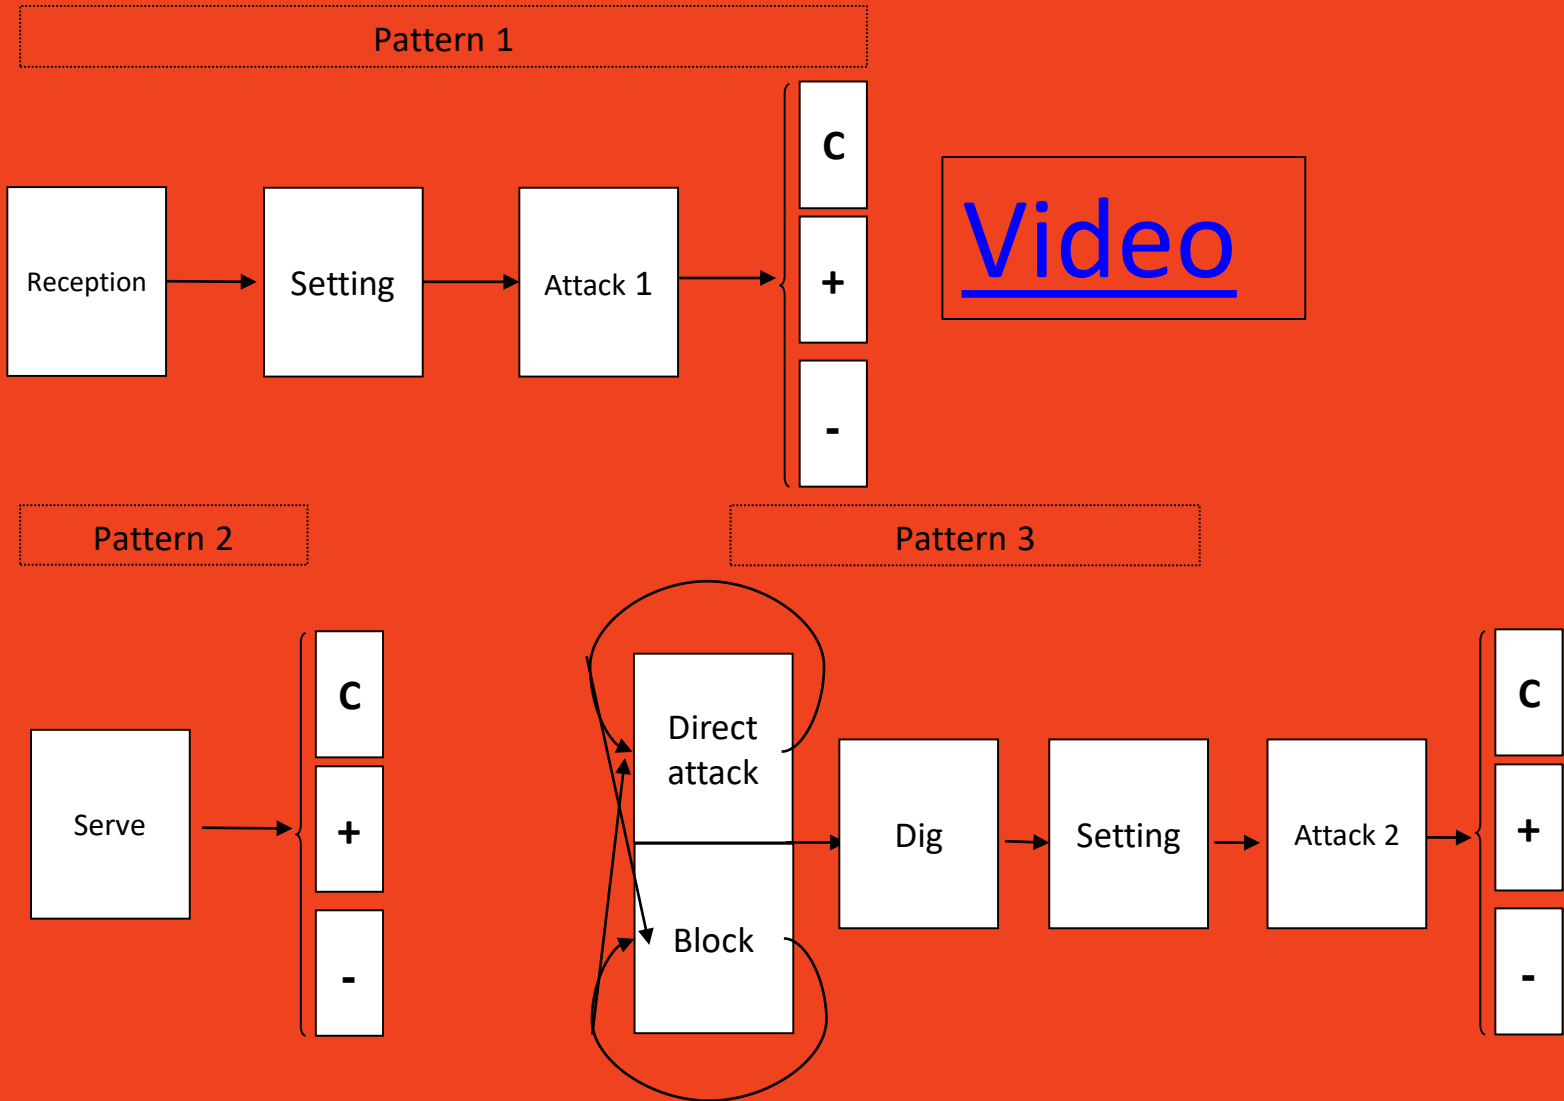 Pattern 1
C
Video
Reception
Setting
Attack 1
+
-
Pattern 2
Pattern 3
C
Serve
+
-
Direct
attack
Block
Dig
Setting
Attack 2
C
+
-